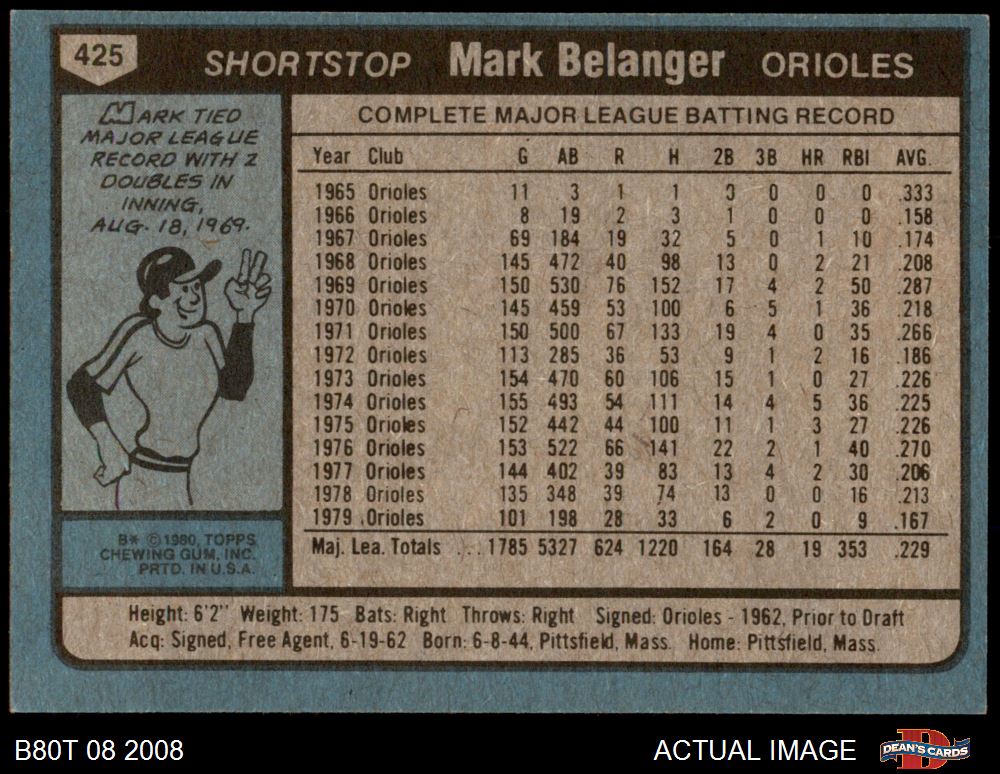 425
SHORTSTOP Mark Belanger ORIOLES
MARK TIED
MAJOR LEAGUE
RECORD WITH 2
DOUBLES IN
INNING,
AUG. 18, 1969.
B* ©1980, TOPPS
CHEWING GUM, INC.
PRTD. IN U.S.A.
COMPLETE MAJOR LEAGUE BATTING RECORD
Year Club G AB R H 2B 3B HR RBI AVG.
1965 Orioles 11 3 1 1 0 0 0 0 .333
1966 Orioles 8 19 2 3 1 0 0 0 .158
1967 Orioles 69 184 19 32 5 0 1 10 .174
1968 Orioles 145 472 40 98 13 0 2 21 .208
1969 Orioles 150 530 76 152 17 4 2 50 .287
1970 Orioles 145 459 53 100 6 5 1 36 .218
1971 Orioles 150 500 67 133 19 4 0 35 .266
1972 Orioles 113 285 36 53 9 1 2 16 .186
1973 Orioles 154 470 60 106 15 1 0 27 .226
1974 Orioles 155 493 54 111 14 4 5 36 .225
1975 Orioles 152 442 44 100 11 1 3 27 .226
1976 Orioles 153 522 66 141 22 2 1 40 .270
1977 Orioles 144 402 39 83 13 4 2 30 .206
1978 Orioles 135 348 39 74 13 0 0 16 .213
1979 Orioles 101 198 28 33 6 2 0 9 .167
Maj. Lea. Totals ...1785 5327 624 1220 164 28 19 353 .229
Height: 6'2" Weight: 175 Bats: Right Throws: Right Signed: Orioles - 1962, Prior to Draft
Acq: Signed, Free Agent, 6-19-62 Born: 6-8-44, Pittsfield, Mass. Home: Pittsfield, Mass.
B80T 08 2008 ACTUAL IMAGE
DEAN'S CARDS